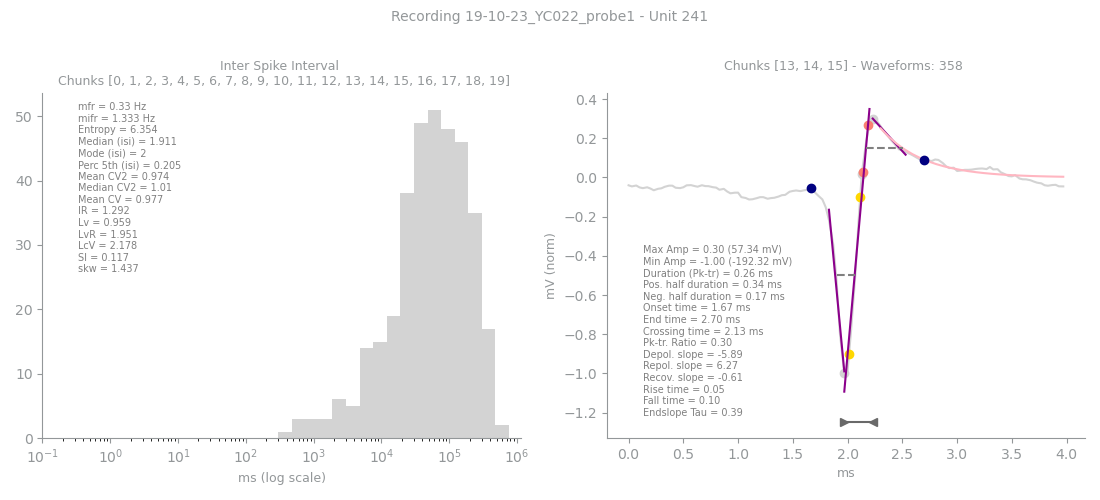 Recording 19-10-23_YC022_probe1 - Unit 241
Inter Spike Interval
Chunks [0, 1, 2, 3, 4, 5, 6, 7, 8, 9, 10, 11, 12, 13, 14, 15, 16, 17, 18, 19]
mfr = 0.33 Hz
mifr = 1.333 Hz
Entropy = 6.354
Median (isi) = 1.911
Mode (isi) = 2
Perc 5th (isi) = 0.205
Mean CV2 = 0.974
Median CV2 = 1.01
Mean CV = 0.977
IR = 1.292
Lv = 0.959
LvR = 1.951
LcV = 2.178
SI = 0.117
skw = 1.437
50
40
30
20
10
0
10⁻¹ 10⁰ 10¹ 10² 10³ 10⁴ 10⁵ 10⁶
ms (log scale)
Chunks [13, 14, 15] - Waveforms: 358
mV (norm)
0.4
0.2
0.0
−0.2
−0.4
−0.6
−0.8
−1.0
−1.2
Max Amp = 0.30 (57.34 mV)
Min Amp = -1.00 (-192.32 mV)
Duration (Pk-tr) = 0.26 ms
Pos. half duration = 0.34 ms
Neg. half duration = 0.17 ms
Onset time = 1.67 ms
End time = 2.70 ms
Crossing time = 2.13 ms
Pk-tr. Ratio = 0.30
Depol. slope = -5.89
Repol. slope = 6.27
Recov. slope = -0.61
Rise time = 0.05
Fall time = 0.10
Endslope Tau = 0.39
0.0 0.5 1.0 1.5 2.0 2.5 3.0 3.5 4.0
ms